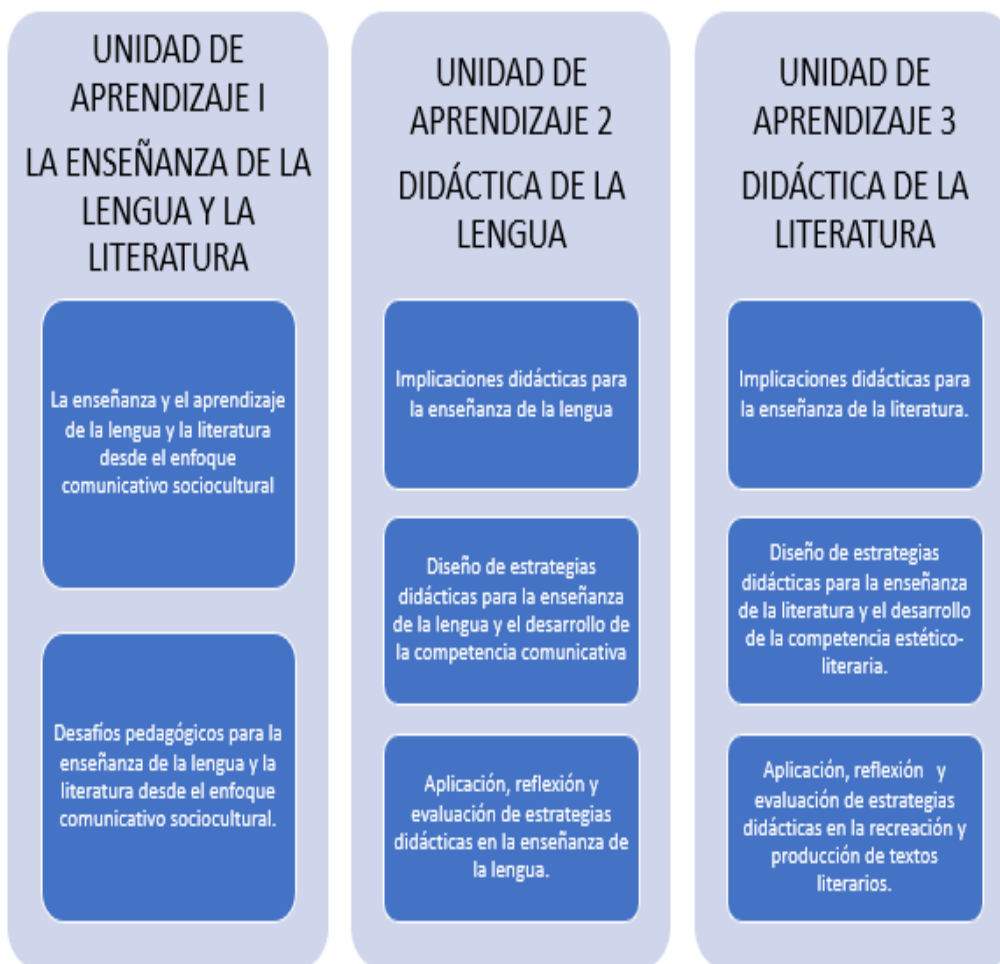 UNIDAD DE
APRENDIZAJE I
LA ENSEÑANZA DE LA
LENGUA Y LA
LITERATURA
La enseñanza y el aprendizaje
de la lengua y la literatura
desde el enfoque
comunicativo sociocultural
Desafíos pedagógicos para la
enseñanza de la lengua y la
literatura desde el enfoque
comunicativo sociocultural.
UNIDAD DE
APRENDIZAJE 2
DIDÁCTICA DE LA
LENGUA
Implicaciones didácticas para
la enseñanza de la lengua
Diseño de estrategias
didácticas para la enseñanza
de la lengua y el desarrollo de
la competencia comunicativa
Aplicación, reflexión y
evaluación de estrategias
didácticas en la enseñanza de
la lengua.
UNIDAD DE
APRENDIZAJE 3
DIDÁCTICA DE LA
LITERATURA
Implicaciones didácticas para
la enseñanza de la literatura.
Diseño de estrategias
didácticas para la enseñanza
de la literatura y el desarrollo
de la competencia estético-
literaria.
Aplicación, reflexión y
evaluación de estrategias
didácticas en la recreación y
producción de textos
literarios.